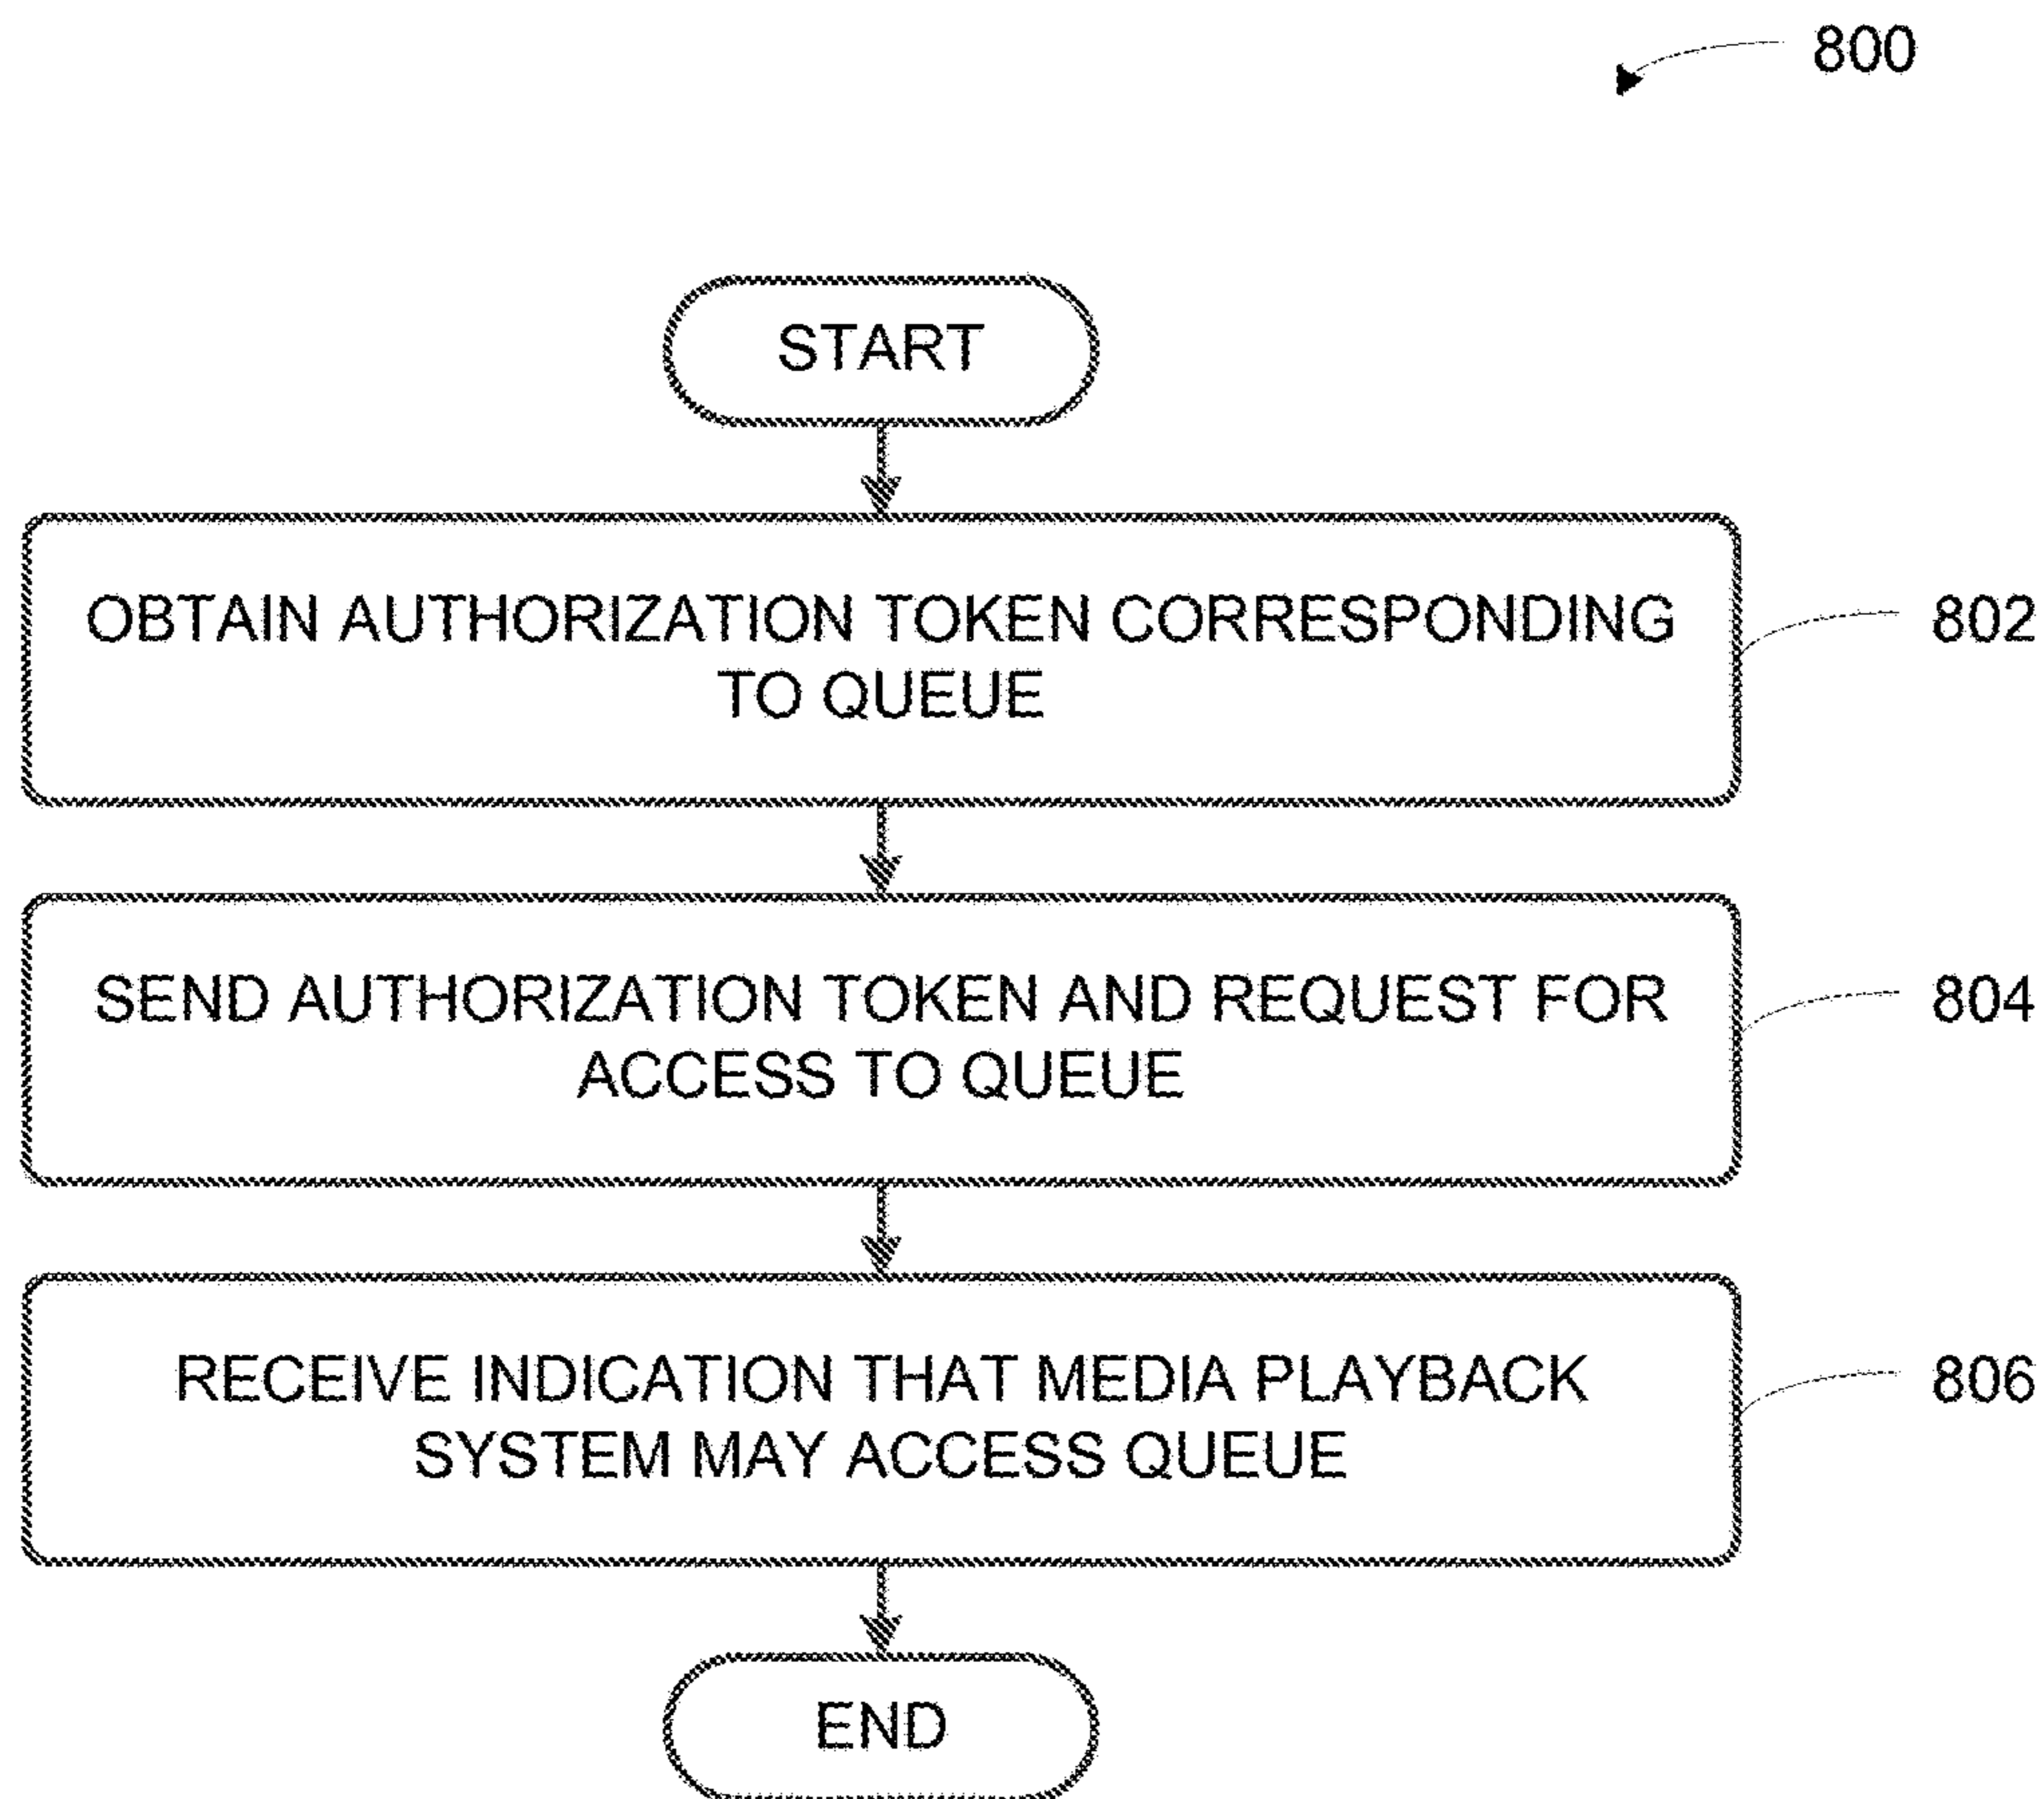 800
START
OBTAIN AUTHORIZATION TOKEN CORRESPONDING
TO QUEUE
802
SEND AUTHORIZATION TOKEN AND REQUEST FOR
ACCESS TO QUEUE
804
RECEIVE INDICATION THAT MEDIA PLAYBACK
SYSTEM MAY ACCESS QUEUE
806
END